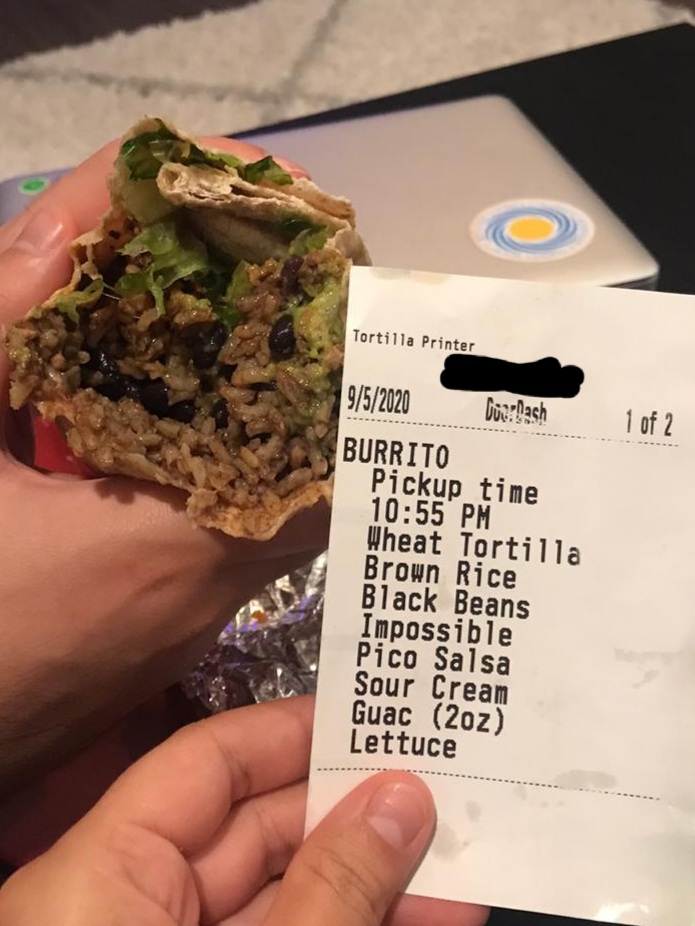 Tortilla Printer
9/5/2020 DoorDash 1 of 2
BURRITO
Pickup time
10:55 PM
Wheat Tortilla
Brown Rice
Black Beans
Impossible
Pico Salsa
Sour Cream
Guac (2oz)
Lettuce